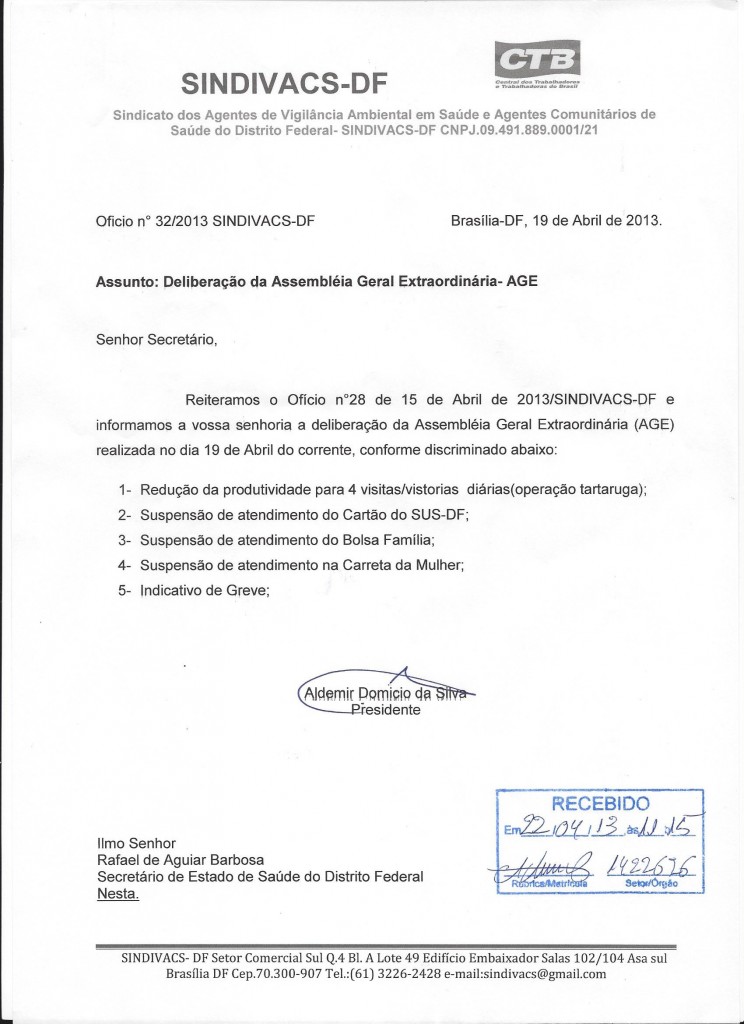 CTB
Central dos Trabalhadores
e Trabalhadoras do Brasil
SINDIVACS-DF
Sindicato dos Agentes de Vigilância Ambiental em Saúde e Agentes Comunitários de
Saúde do Distrito Federal- SINDIVACS-DF CNPJ.09.491.889.0001/21
Oficio n° 32/2013 SINDIVACS-DF Brasília-DF, 19 de Abril de 2013.
Assunto: Deliberação da Assembléia Geral Extraordinária- AGE
Senhor Secretário,
Reiteramos o Ofício n°28 de 15 de Abril de 2013/SINDIVACS-DF e
informamos a vossa senhoria a deliberação da Assembléia Geral Extraordinária (AGE)
realizada no dia 19 de Abril do corrente, conforme discriminado abaixo:
1- Redução da produtividade para 4 visitas/vistorias diárias(operação tartaruga);
2- Suspensão de atendimento do Cartão do SUS-DF;
3- Suspensão de atendimento do Bolsa Família;
4- Suspensão de atendimento na Carreta da Mulher;
5- Indicativo de Greve;
Aldemir Domicio da Silva
Presidente
RECEBIDO
Em 22/04/13 às 11:15
1422626
Rúbrica/Matrícula Setor/Órgão
Ilmo Senhor
Rafael de Aguiar Barbosa
Secretário de Estado de Saúde do Distrito Federal
Nesta.
SINDIVACS- DF Setor Comercial Sul Q.4 Bl. A Lote 49 Edifício Embaixador Salas 102/104 Asa sul
Brasília DF Cep.70.300-907 Tel.:(61) 3226-2428 e-mail:sindivacs@gmail.com